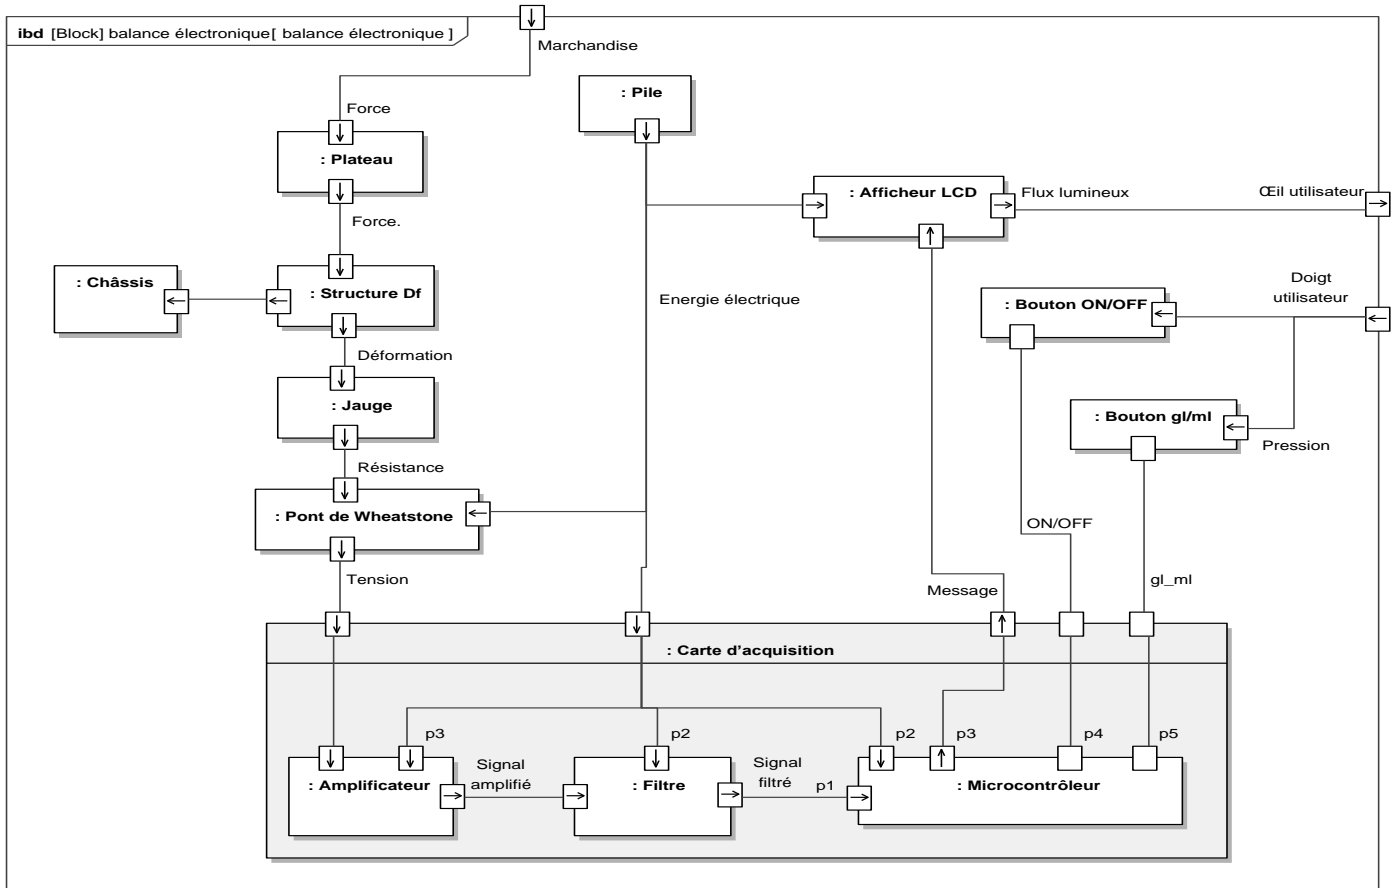 ibd [Block] balance électronique[ balance électronique ]
Marchandise
Force
: Pile
: Plateau
Force.
: Afficheur LCD
Flux lumineux
Œil utilisateur
: Châssis
: Structure Df
Energie électrique
Doigt
utilisateur
: Bouton ON/OFF
Déformation
: Jauge
: Bouton gl/ml
Pression
Résistance
: Pont de Wheatstone
ON/OFF
Tension
Message
gl_ml
: Carte d'acquisition
p3
p2
p2
p3
p4
p5
Signal
amplifié
Signal
filtré
p1
: Amplificateur
: Filtre
: Microcontrôleur